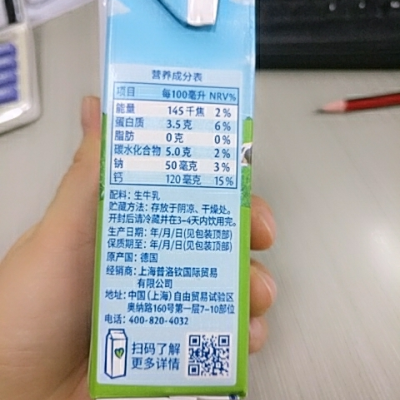 营养成分表
项目 每100毫升 NRV%
能量 145千焦 2%
蛋白质 3.5克 6%
脂肪 0克 0%
碳水化合物 5.0克 2%
钠 50毫克 3%
钙 120毫克 15%
配料：生牛乳
贮藏方法：存放于阴凉、干燥处。
开封后请冷藏并在3-4天内饮用完。
生产日期：年/月/日(见包装顶部)
保质期至：年/月/日(见包装顶部)
原产国：德国
经销商：上海普洛钦国际贸易
有限公司
地址：中国（上海）自由贸易试验区
奥纳路160号第一层7-10部位
电话：400-820-4032
扫码了解
更多详情